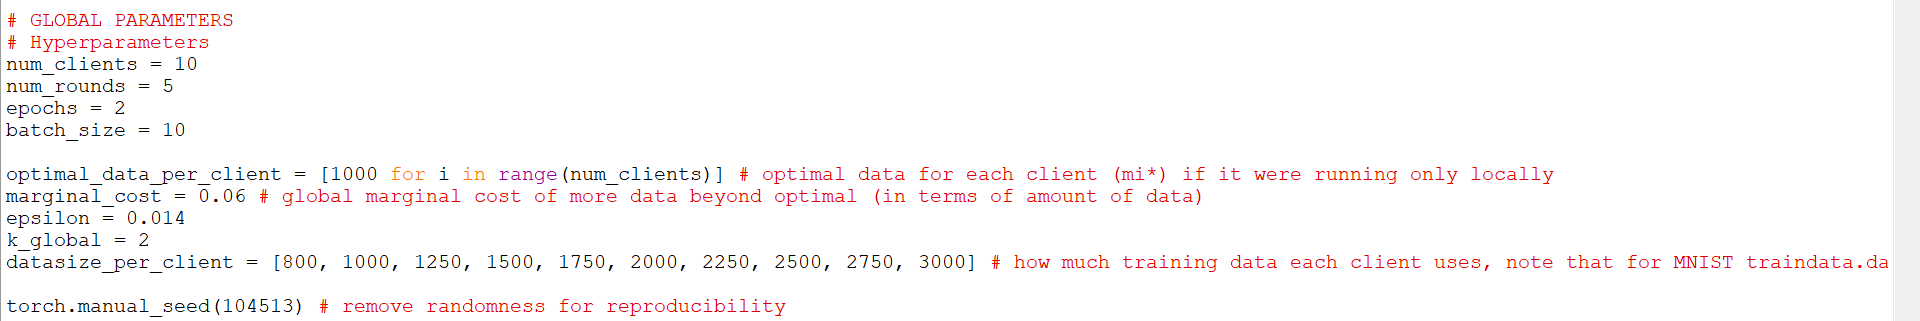 # GLOBAL PARAMETERS
# Hyperparameters
num_clients = 10
num_rounds = 5
epochs = 2
batch_size = 10
optimal_data_per_client = [1000 for i in range(num_clients)] # optimal data for each client (mi*) if it were running only locally
marginal_cost = 0.06 # global marginal cost of more data beyond optimal (in terms of amount of data)
epsilon = 0.014
k_global = 2
datasize_per_client = [800, 1000, 1250, 1500, 1750, 2000, 2250, 2500, 2750, 3000] # how much training data each client uses, note that for MNIST traindata.da
torch.manual_seed(104513) # remove randomness for reproducibility